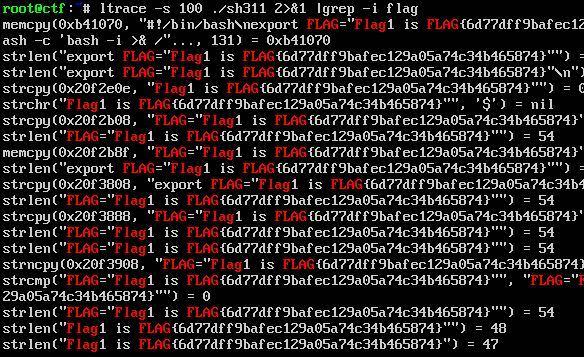 root@ctf:~# ltrace -s 100 ./sh311 2>&1 |grep -i flag
memcpy(0xb41070, "#!/bin/bash\nexport FLAG="Flag1 is FLAG{6d77dff9bafec129a05a74c34b465874}
ash -c 'bash -i >& /"..., 131) = 0xb41070
strlen("export FLAG="Flag1 is FLAG{6d77dff9bafec129a05a74c34b465874}"") =
strlen("export FLAG="Flag1 is FLAG{6d77dff9bafec129a05a74c34b465874}"\n")
strcpy(0x20f2e0e, "Flag1 is FLAG{6d77dff9bafec129a05a74c34b465874}"") = 0
strchr("Flag1 is FLAG{6d77dff9bafec129a05a74c34b465874}"", '$') = nil
strcpy(0x20f2b08, "FLAG="Flag1 is FLAG{6d77dff9bafec129a05a74c34b465874}"")
strlen("FLAG="Flag1 is FLAG{6d77dff9bafec129a05a74c34b465874}"") = 54
memcpy(0x20f2b8f, "FLAG="Flag1 is FLAG{6d77dff9bafec129a05a74c34b465874}""
strlen("export FLAG="Flag1 is FLAG{6d77dff9bafec129a05a74c34b465874}"") =
strcpy(0x20f3808, "export FLAG="Flag1 is FLAG{6d77dff9bafec129a05a74c34b4
strlen("FLAG="Flag1 is FLAG{6d77dff9bafec129a05a74c34b465874}"") = 54
strcpy(0x20f3888, "FLAG="Flag1 is FLAG{6d77dff9bafec129a05a74c34b465874}"
strlen("FLAG="Flag1 is FLAG{6d77dff9bafec129a05a74c34b465874}"") = 54
strlen("FLAG="Flag1 is FLAG{6d77dff9bafec129a05a74c34b465874}"") = 54
strncpy(0x20f3908, "FLAG="Flag1 is FLAG{6d77dff9bafec129a05a74c34b465874}
strcmp("FLAG="Flag1 is FLAG{6d77dff9bafec129a05a74c34b465874}"", "FLAG="F
29a05a74c34b465874}"") = 0
strlen("FLAG="Flag1 is FLAG{6d77dff9bafec129a05a74c34b465874}"") = 54
strlen("Flag1 is FLAG{6d77dff9bafec129a05a74c34b465874}"") = 48
strlen("Flag1 is FLAG{6d77dff9bafec129a05a74c34b465874}") = 47